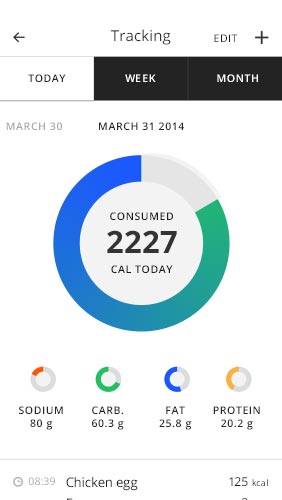 Tracking
EDIT
TODAY
WEEK
MONTH
MARCH 30
MARCH 31 2014
CONSUMED
2227
CAL TODAY
SODIUM
80 g
CARB.
60.3 g
FAT
25.8 g
PROTEIN
20.2 g
08:39 Chicken egg 125 kcal